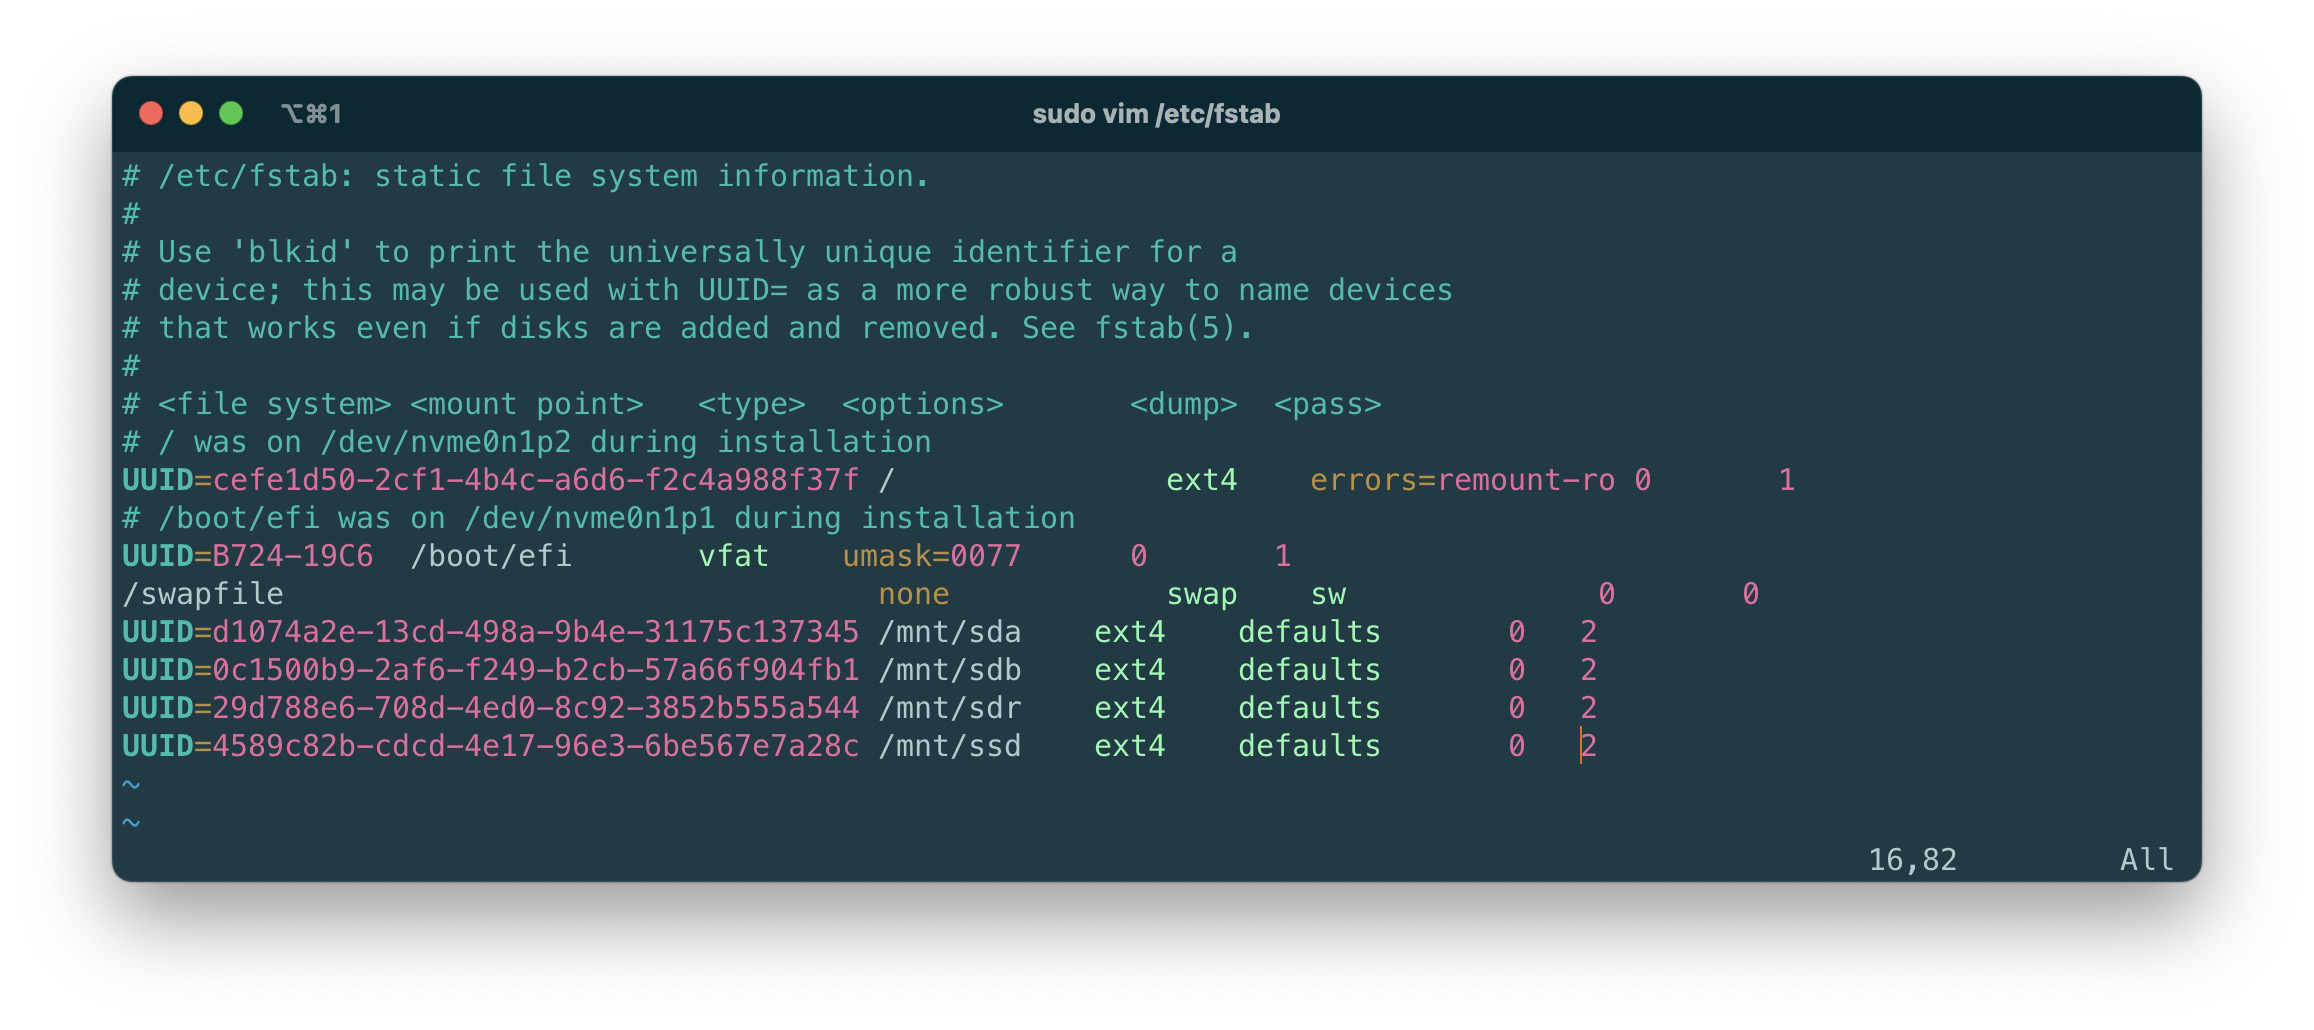 ⌥⌘1 sudo vim /etc/fstab
# /etc/fstab: static file system information.
#
# Use 'blkid' to print the universally unique identifier for a
# device; this may be used with UUID= as a more robust way to name devices
# that works even if disks are added and removed. See fstab(5).
#
# <file system> <mount point>   <type>  <options>       <dump>  <pass>
# / was on /dev/nvme0n1p2 during installation
UUID=cefe1d50-2cf1-4b4c-a6d6-f2c4a988f37f /               ext4    errors=remount-ro 0       1
# /boot/efi was on /dev/nvme0n1p1 during installation
UUID=B724-19C6  /boot/efi       vfat    umask=0077      0       1
/swapfile                                 none            swap    sw              0       0
UUID=d1074a2e-13cd-498a-9b4e-31175c137345 /mnt/sda    ext4    defaults       0   2
UUID=0c1500b9-2af6-f249-b2cb-57a66f904fb1 /mnt/sdb    ext4    defaults       0   2
UUID=29d788e6-708d-4ed0-8c92-3852b555a544 /mnt/sdr    ext4    defaults       0   2
UUID=4589c82b-cdcd-4e17-96e3-6be567e7a28c /mnt/ssd    ext4    defaults       0   2
~
~
16,82         All